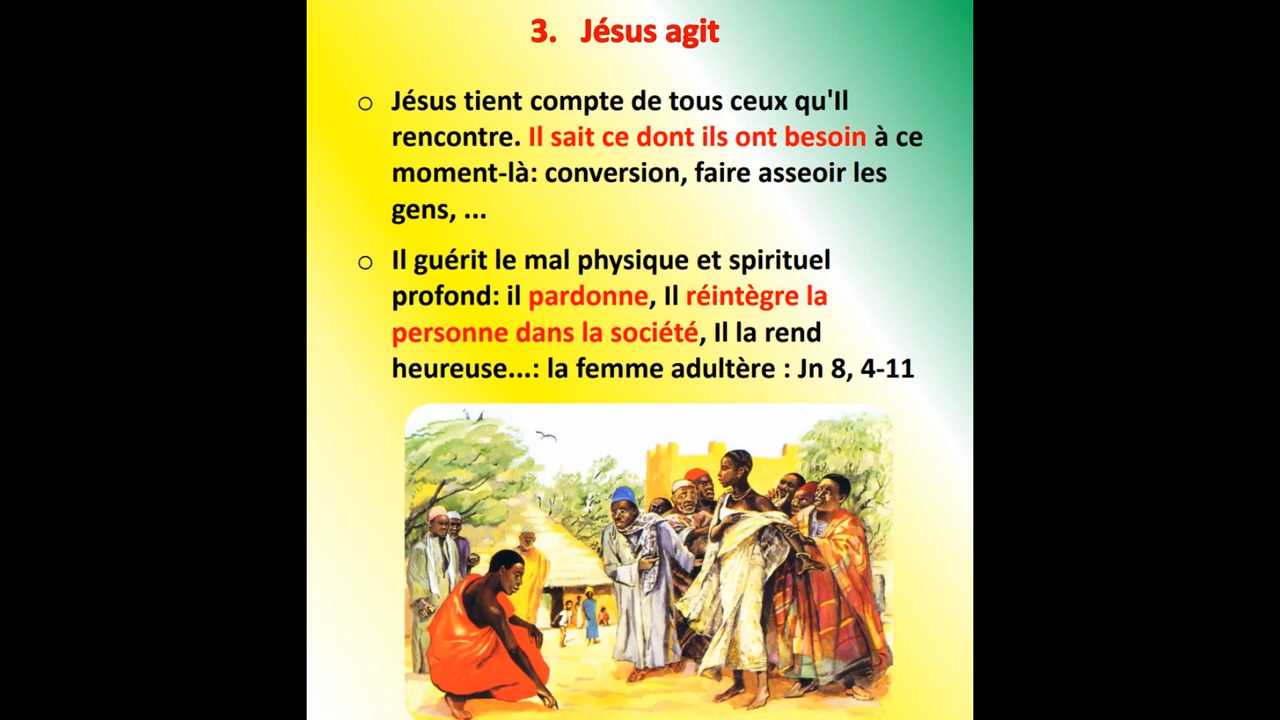 3. Jésus agit
o Jésus tient compte de tous ceux qu'Il
rencontre. Il sait ce dont ils ont besoin à ce
moment-là: conversion, faire asseoir les
gens, ...
o Il guérit le mal physique et spirituel
profond: il pardonne, Il réintègre la
personne dans la société, Il la rend
heureuse...: la femme adultère : Jn 8, 4-11